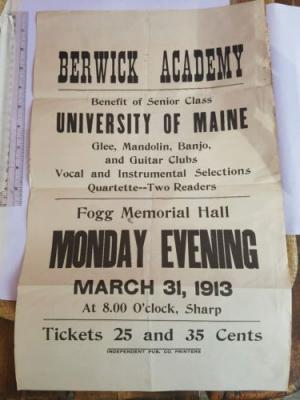 BERWICK ACADEMY
Benefit of Senior Class
UNIVERSITY OF MAINE
Glee, Mandolin, Banjo,
and Guitar Clubs
Vocal and Instrumental Selections
Quartette--Two Readers
Fogg Memorial Hall
MONDAY EVENING
MARCH 31, 1913
At 8.00 O'clock, Sharp
Tickets 25 and 35 Cents
INDEPENDENT PUB. CO. PRINTERS